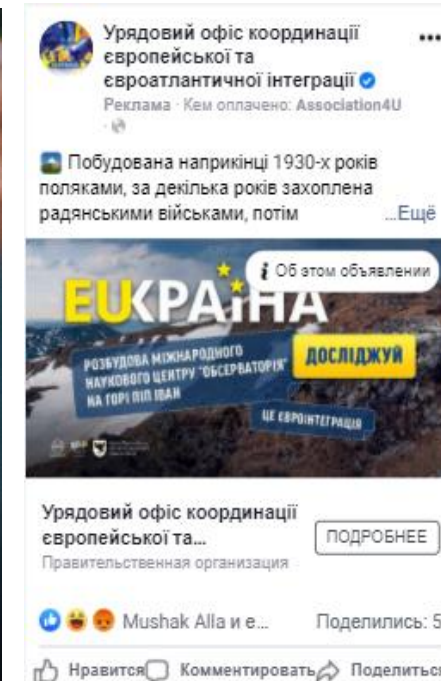 Урядовий офіс координації
європейської та
євроатлантичної інтеграції
Реклама · Кем оплачено: Association4U
Побудована наприкінці 1930-х років
поляками, за декілька років захоплена
радянськими військами, потім ...Ещё
Об этом объявлении
EUКРАЇНА
РОЗБУДОВА МІЖНАРОДНОГО
НАУКОВОГО ЦЕНТРУ "ОБСЕРВАТОРІЯ"
НА ГОРІ ПІП ІВАН
ДОСЛІДЖУЙ
ЦЕ ЄВРОІНТЕГРАЦІЯ
Урядовий офіс координації
європейської та...
ПОДРОБНЕЕ
Правительственная организация
Mushak Alla и е... Поделились: 5
Нравится Комментировать Поделиться